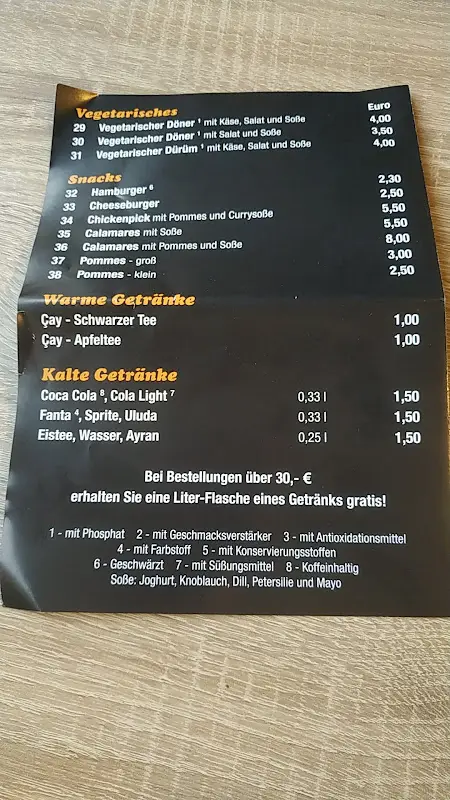 Vegetarisches Euro
29 Vegetarischer Döner ¹ mit Käse, Salat und Soße 4,00
30 Vegetarischer Döner ¹ mit Salat und Soße 3,50
31 Vegetarischer Dürüm ¹ mit Käse, Salat und Soße 4,00
Snacks
32 Hamburger ⁶ 2,30
33 Cheeseburger 2,50
34 Chickenpick mit Pommes und Currysoße 5,50
35 Calamares mit Soße 5,50
36 Calamares mit Pommes und Soße 8,00
37 Pommes - groß 3,00
38 Pommes - klein 2,50
Warme Getränke
Çay - Schwarzer Tee 1,00
Çay - Apfeltee 1,00
Kalte Getränke
Coca Cola ⁸, Cola Light ⁷ 0,33 l 1,50
Fanta ⁴, Sprite, Uluda 0,33 l 1,50
Eistee, Wasser, Ayran 0,25 l 1,50
Bei Bestellungen über 30,- €
erhalten Sie eine Liter-Flasche eines Getränks gratis!
1 - mit Phosphat 2 - mit Geschmacksverstärker 3 - mit Antioxidationsmittel
4 - mit Farbstoff 5 - mit Konservierungsstoffen
6 - Geschwärzt 7 - mit Süßungsmittel 8 - Koffeinhaltig
Soße: Joghurt, Knoblauch, Dill, Petersilie und Mayo